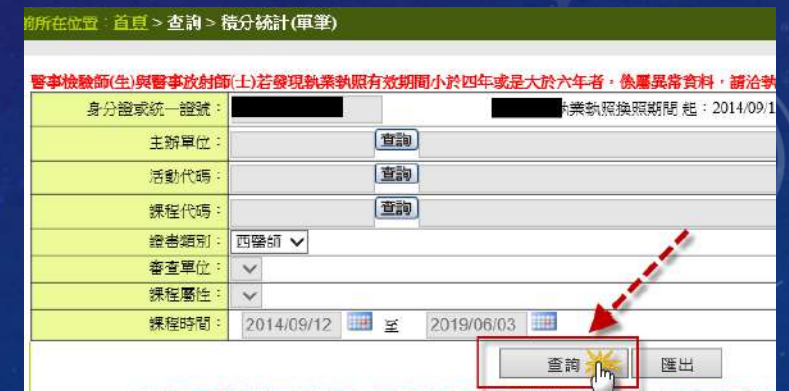 所在位置：首頁 > 查詢 > 積分統計(單筆)
醫事檢驗師(生)與醫事放射師(士)若發現執業執照有效期間小於四年或是大於六年者，係屬異常資料，請洽執
身分證或統一證號：
業執照換照期間 起：2014/09/1
主辦單位： 查詢
活動代碼： 查詢
課程代碼： 查詢
證書類別： 西醫師
審查單位：
課程屬性：
課程時間： 2014/09/12 至 2019/06/03
查詢 匯出